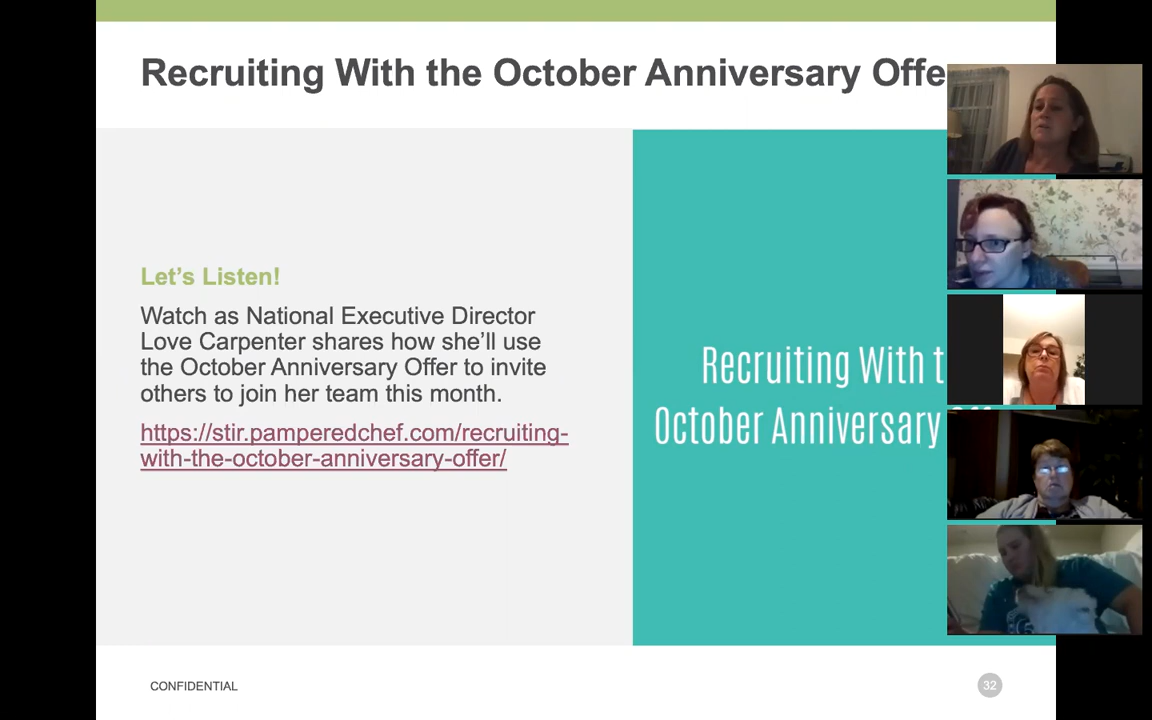 Recruiting With the October Anniversary Offe
Let’s Listen!
Watch as National Executive Director
Love Carpenter shares how she’ll use
the October Anniversary Offer to invite
others to join her team this month.
https://stir.pamperedchef.com/recruiting-
with-the-october-anniversary-offer/
Recruiting With t
October Anniversary
CONFIDENTIAL
32